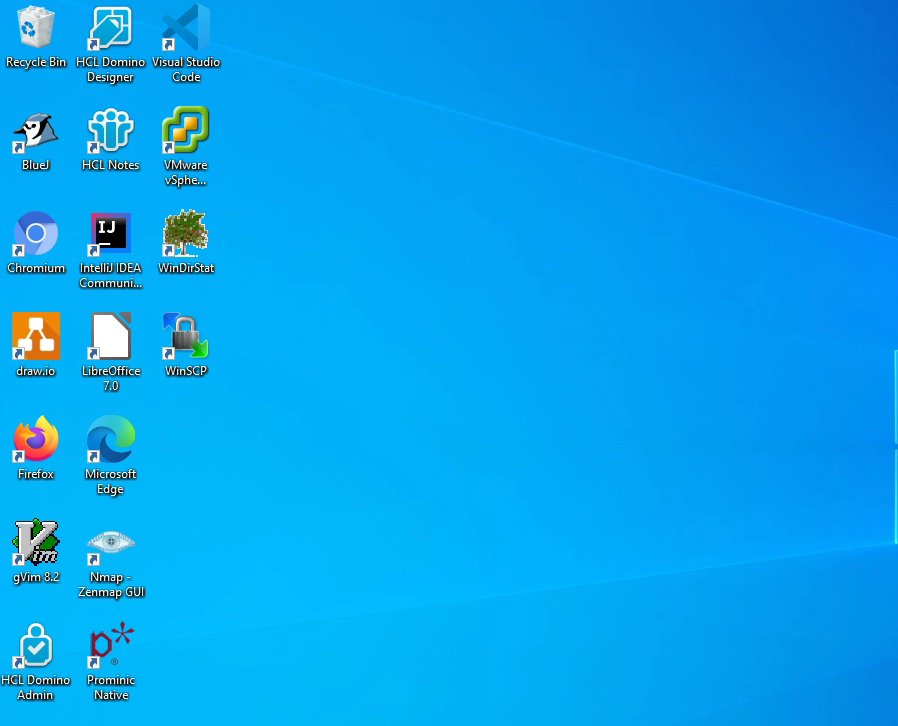 Recycle Bin
HCL Domino
Designer
Visual Studio
Code
BlueJ
HCL Notes
VMware
vSphe...
Chromium
IJ
IntelliJ IDEA
Communi...
WinDirStat
draw.io
LibreOffice
7.0
WinSCP
Firefox
Microsoft
Edge
Vim
gVim 8.2
Nmap -
Zenmap GUI
HCL Domino
Admin
p*
®
Prominic
Native